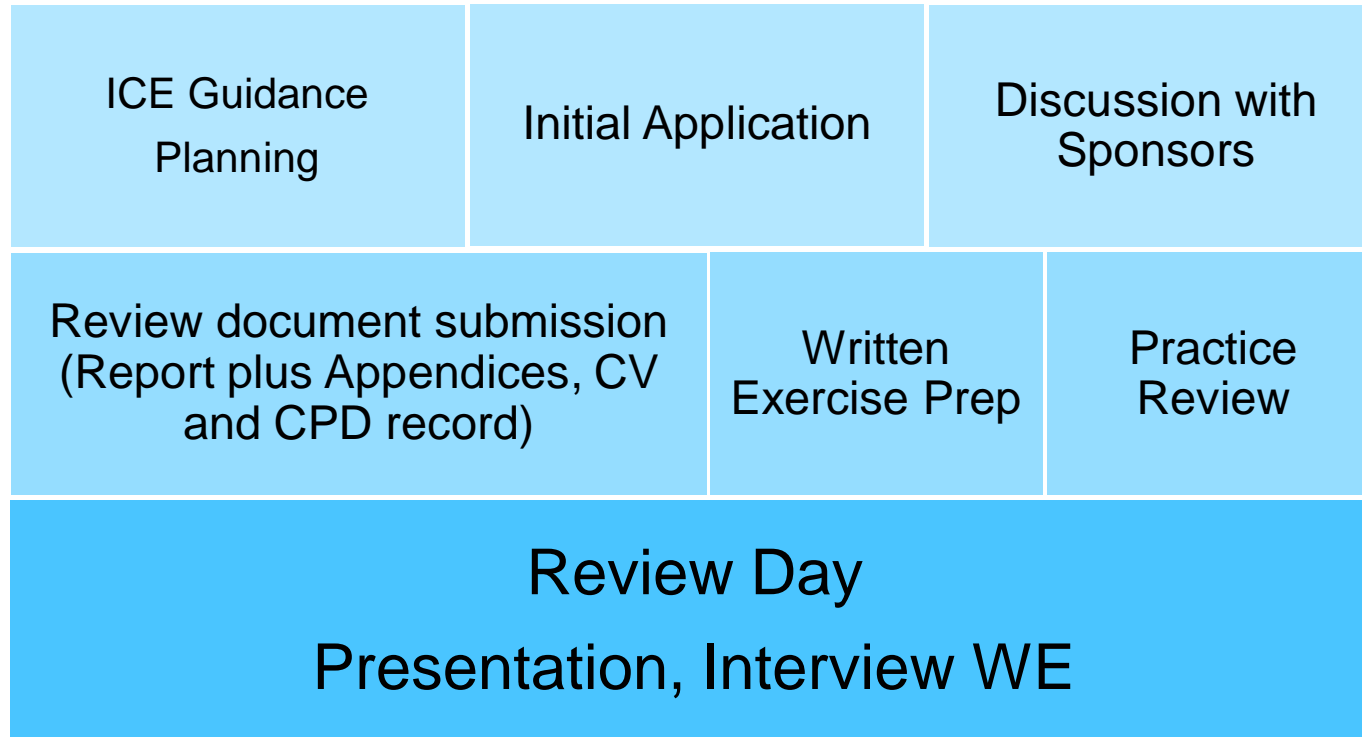 ICE Guidance
Planning
Initial Application
Discussion with
Sponsors
Review document submission
(Report plus Appendices, CV
and CPD record)
Written
Exercise Prep
Practice
Review
Review Day
Presentation, Interview WE